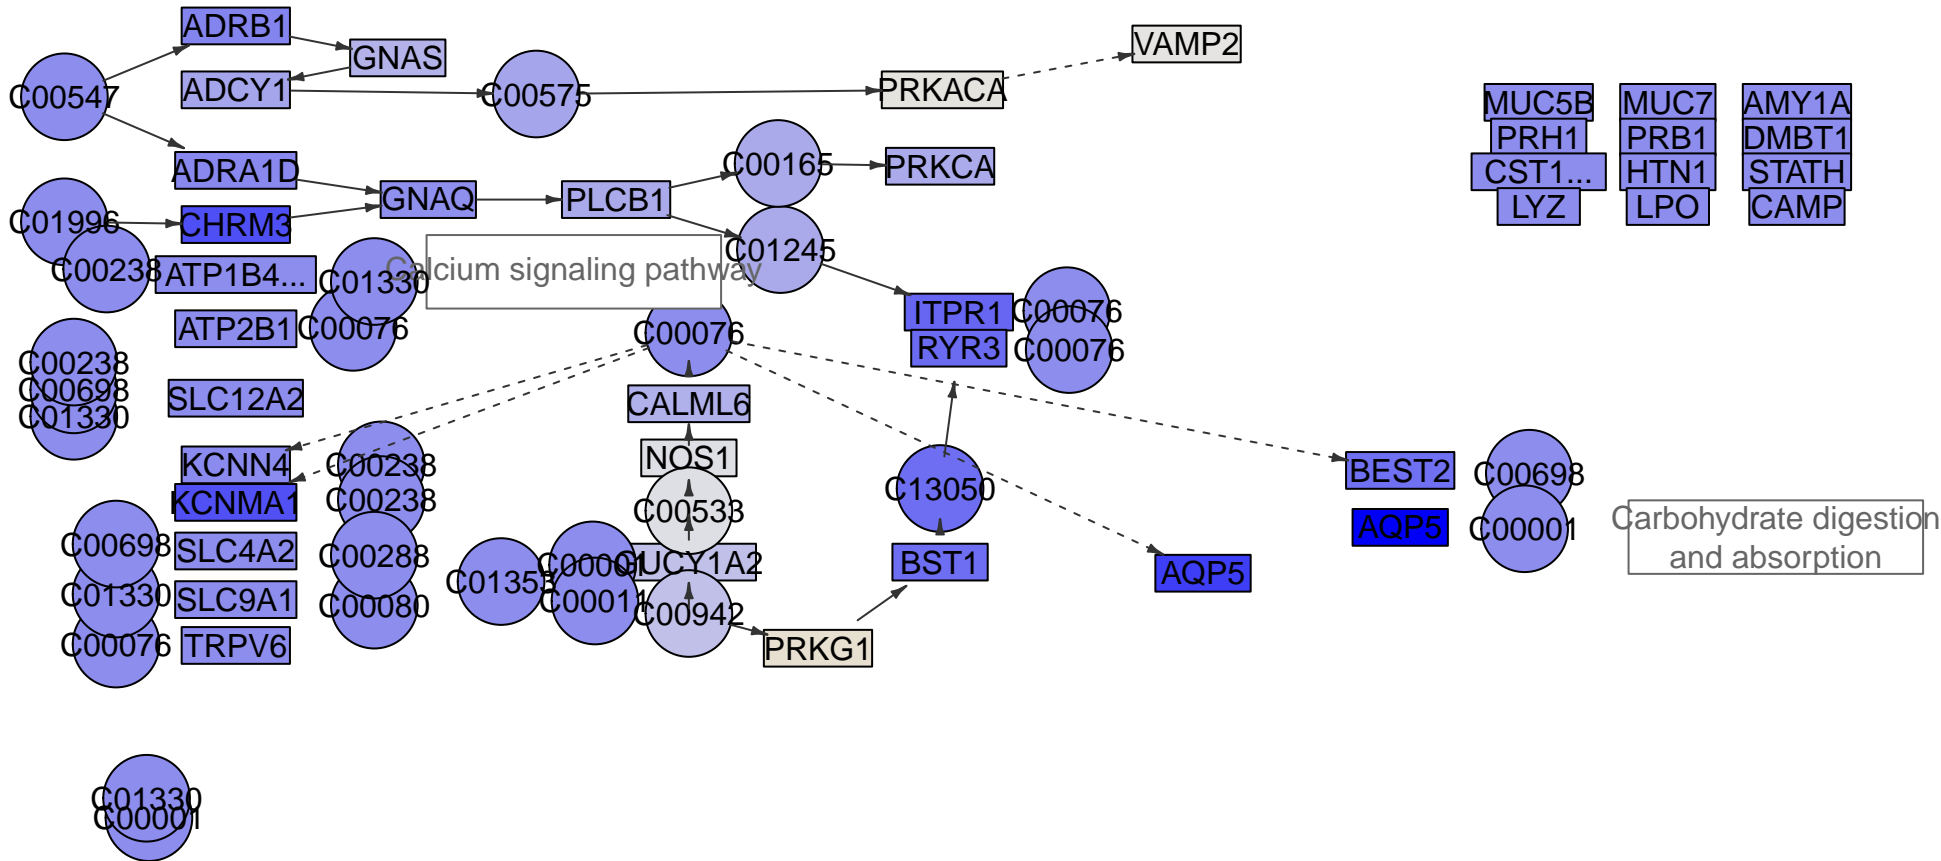 ADRB1
GNAS
VAMP2
C00547
ADCY1
C00575
PRKACA
MUC5B
MUC7
AMY1A
PRH1
PRB1
DMBT1
CST1...
HTN1
STATH
LYZ
LPO
CAMP
ADRA1D
C00165
PRKCA
GNAQ
PLCB1
C01996
CHRM3
C01245
C00238
ATP1B4...
C01330
Calcium signaling pathway
ATP2B1
C00076
C00076
ITPR1
C00076
RYR3
C00076
C00238
C00698
C01330
SLC12A2
CALML6
KCNN4
C00238
NOS1
KCNMA1
C00238
C00533
C13050
BEST2
C00698
AQP5
C00001
Carbohydrate digestion
and absorption
C00698
SLC4A2
C00288
C01353
C00001
GUCY1A2
BST1
AQP5
C01330
SLC9A1
C00080
C00011
C00942
C00076
TRPV6
PRKG1
C01330
C00001